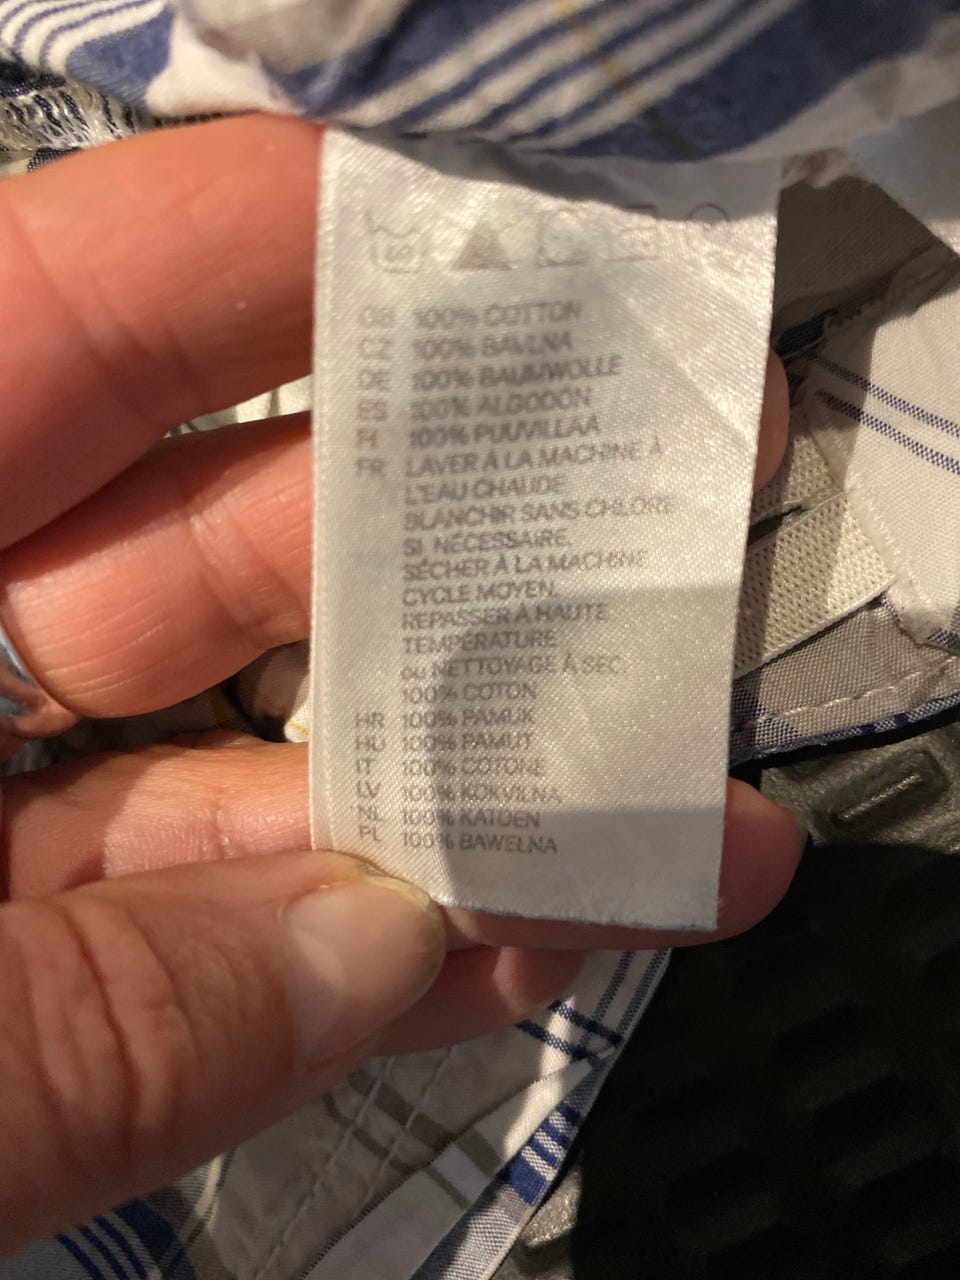 GB 100% COTTON
CZ 100% BAVLNA
DE 100% BAUMWOLLE
ES 100% ALGODON
FI 100% PUUVILLAA
FR LAVER À LA MACHINE À
L'EAU CHAUDE
BLANCHIR SANS CHLORE
SI NÉCESSAIRE.
SÉCHER À LA MACHINE
CYCLE MOYEN.
REPASSER À HAUTE
TEMPÉRATURE
ou NETTOYAGE À SEC.
100% COTON
HR 100% PAMUK
HU 100% PAMUT
IT 100% COTONE
LV 100% KOKVILNA
NL 100% KATOEN
PL 100% BAWEŁNA